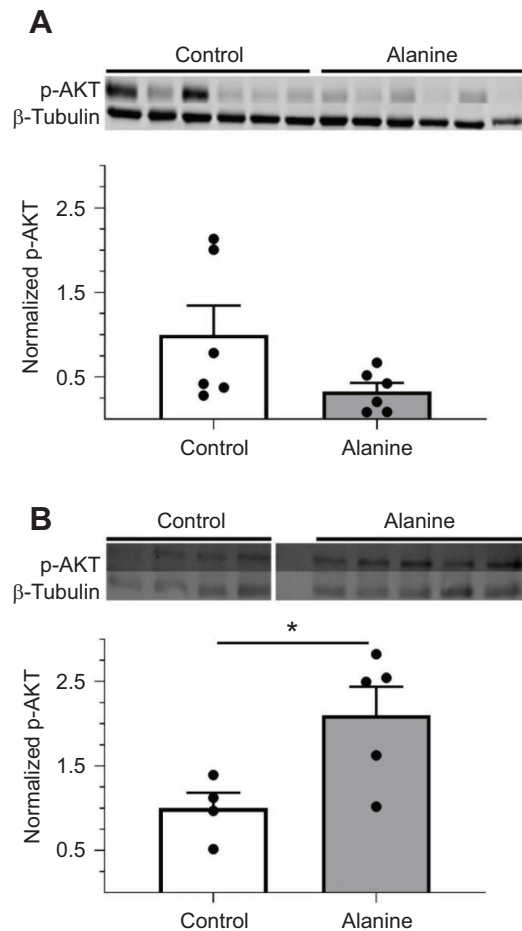 A
Control Alanine
p-AKT
β-Tubulin
2.5
1.5
0.5
Normalized p-AKT
Control Alanine
B
Control Alanine
p-AKT
β-Tubulin
*
2.5
1.5
0.5
Normalized p-AKT
Control Alanine